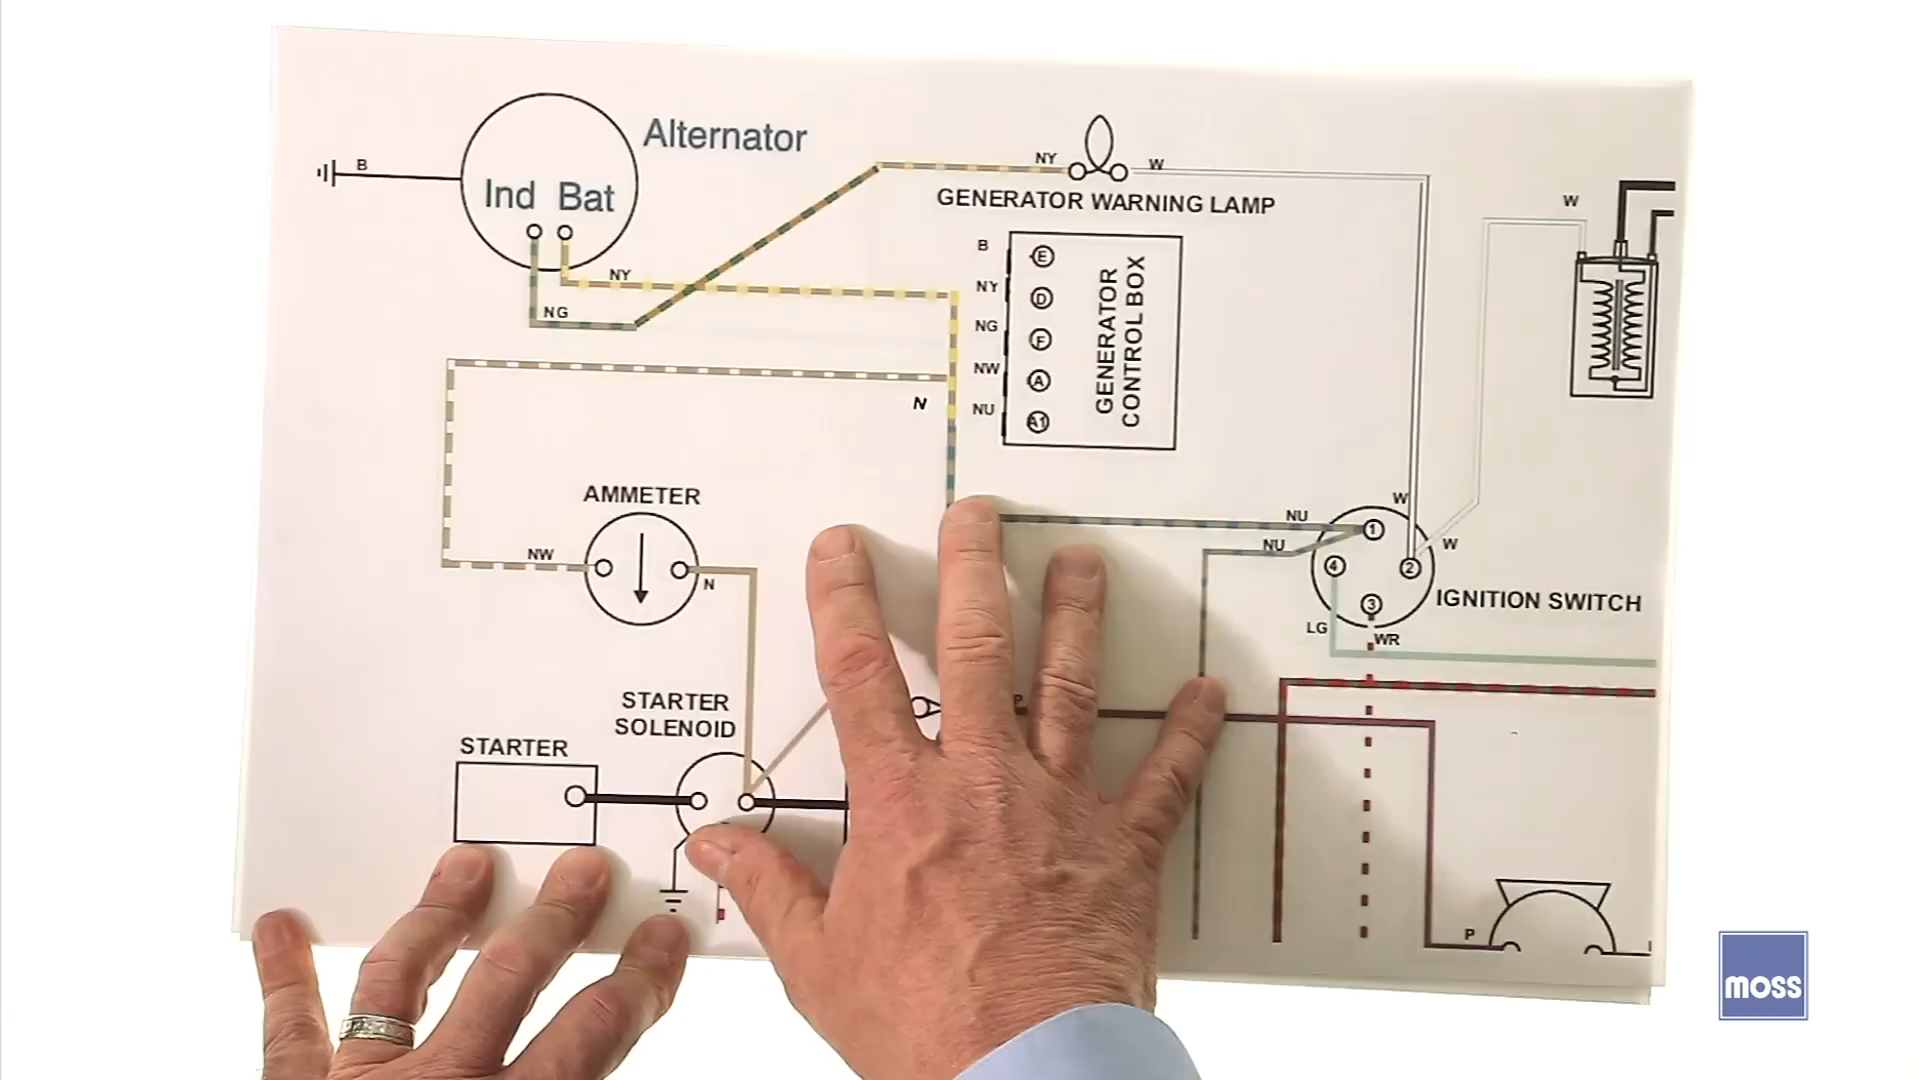 Alternator
B
Ind Bat
NY
NG
NY
W
GENERATOR WARNING LAMP
B
NY
NG
NW
NU
E
D
F
A
A1
GENERATOR
CONTROL BOX
W
N
AMMETER
NW
N
NU
NU
W
W
1
4
2
3
IGNITION SWITCH
LG
WR
STARTER
SOLENOID
STARTER
P
P
moss